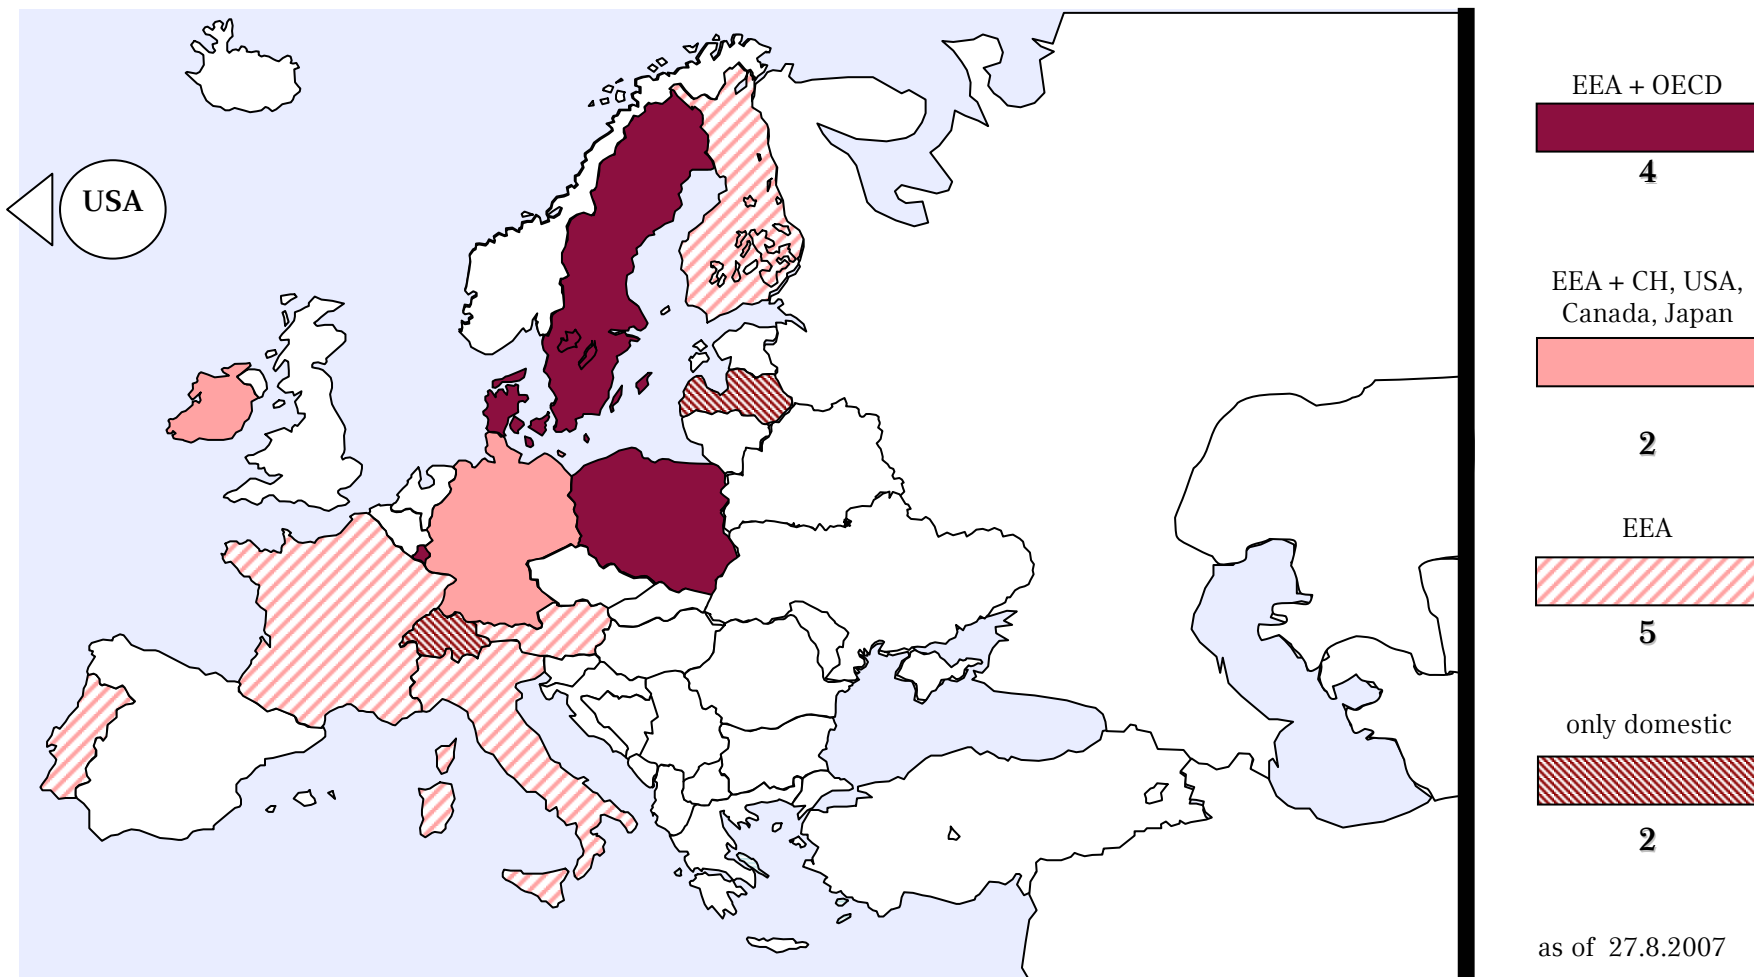 USA
EEA + OECD
4
EEA + CH, USA,
Canada, Japan
2
EEA
5
only domestic
2
as of 27.8.2007